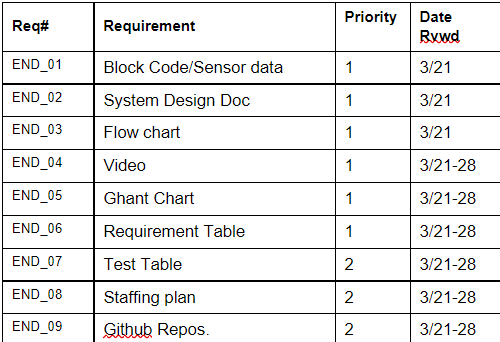 Req# Requirement Priority Date Rvwd
END_01 Block Code/Sensor data 1 3/21
END_02 System Design Doc 1 3/21
END_03 Flow chart 1 3/21
END_04 Video 1 3/21-28
END_05 Ghant Chart 1 3/21-28
END_06 Requirement Table 1 3/21-28
END_07 Test Table 2 3/21-28
END_08 Staffing plan 2 3/21-28
END_09 Github Repos. 2 3/21-28